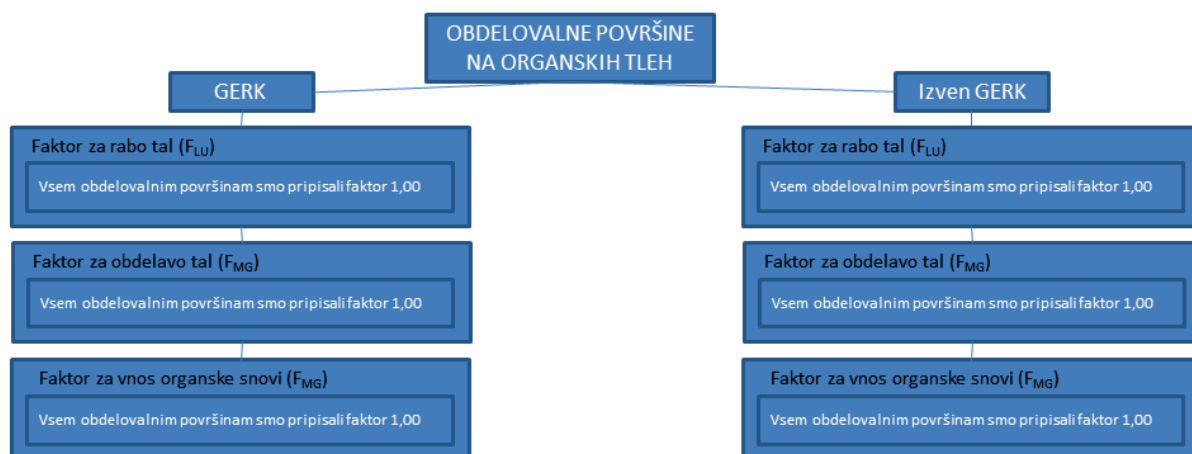 OBDELOVALNE POVRŠINE
NA ORGANSKIH TLEH
GERK
Faktor za rabo tal (FLU)
Vsem obdelovalnim površinam smo pripisali faktor 1,00
Faktor za obdelavo tal (FMG)
Vsem obdelovalnim površinam smo pripisali faktor 1,00
Faktor za vnos organske snovi (FMG)
Vsem obdelovalnim površinam smo pripisali faktor 1,00
Izven GERK
Faktor za rabo tal (FLU)
Vsem obdelovalnim površinam smo pripisali faktor 1,00
Faktor za obdelavo tal (FMG)
Vsem obdelovalnim površinam smo pripisali faktor 1,00
Faktor za vnos organske snovi (FMG)
Vsem obdelovalnim površinam smo pripisali faktor 1,00